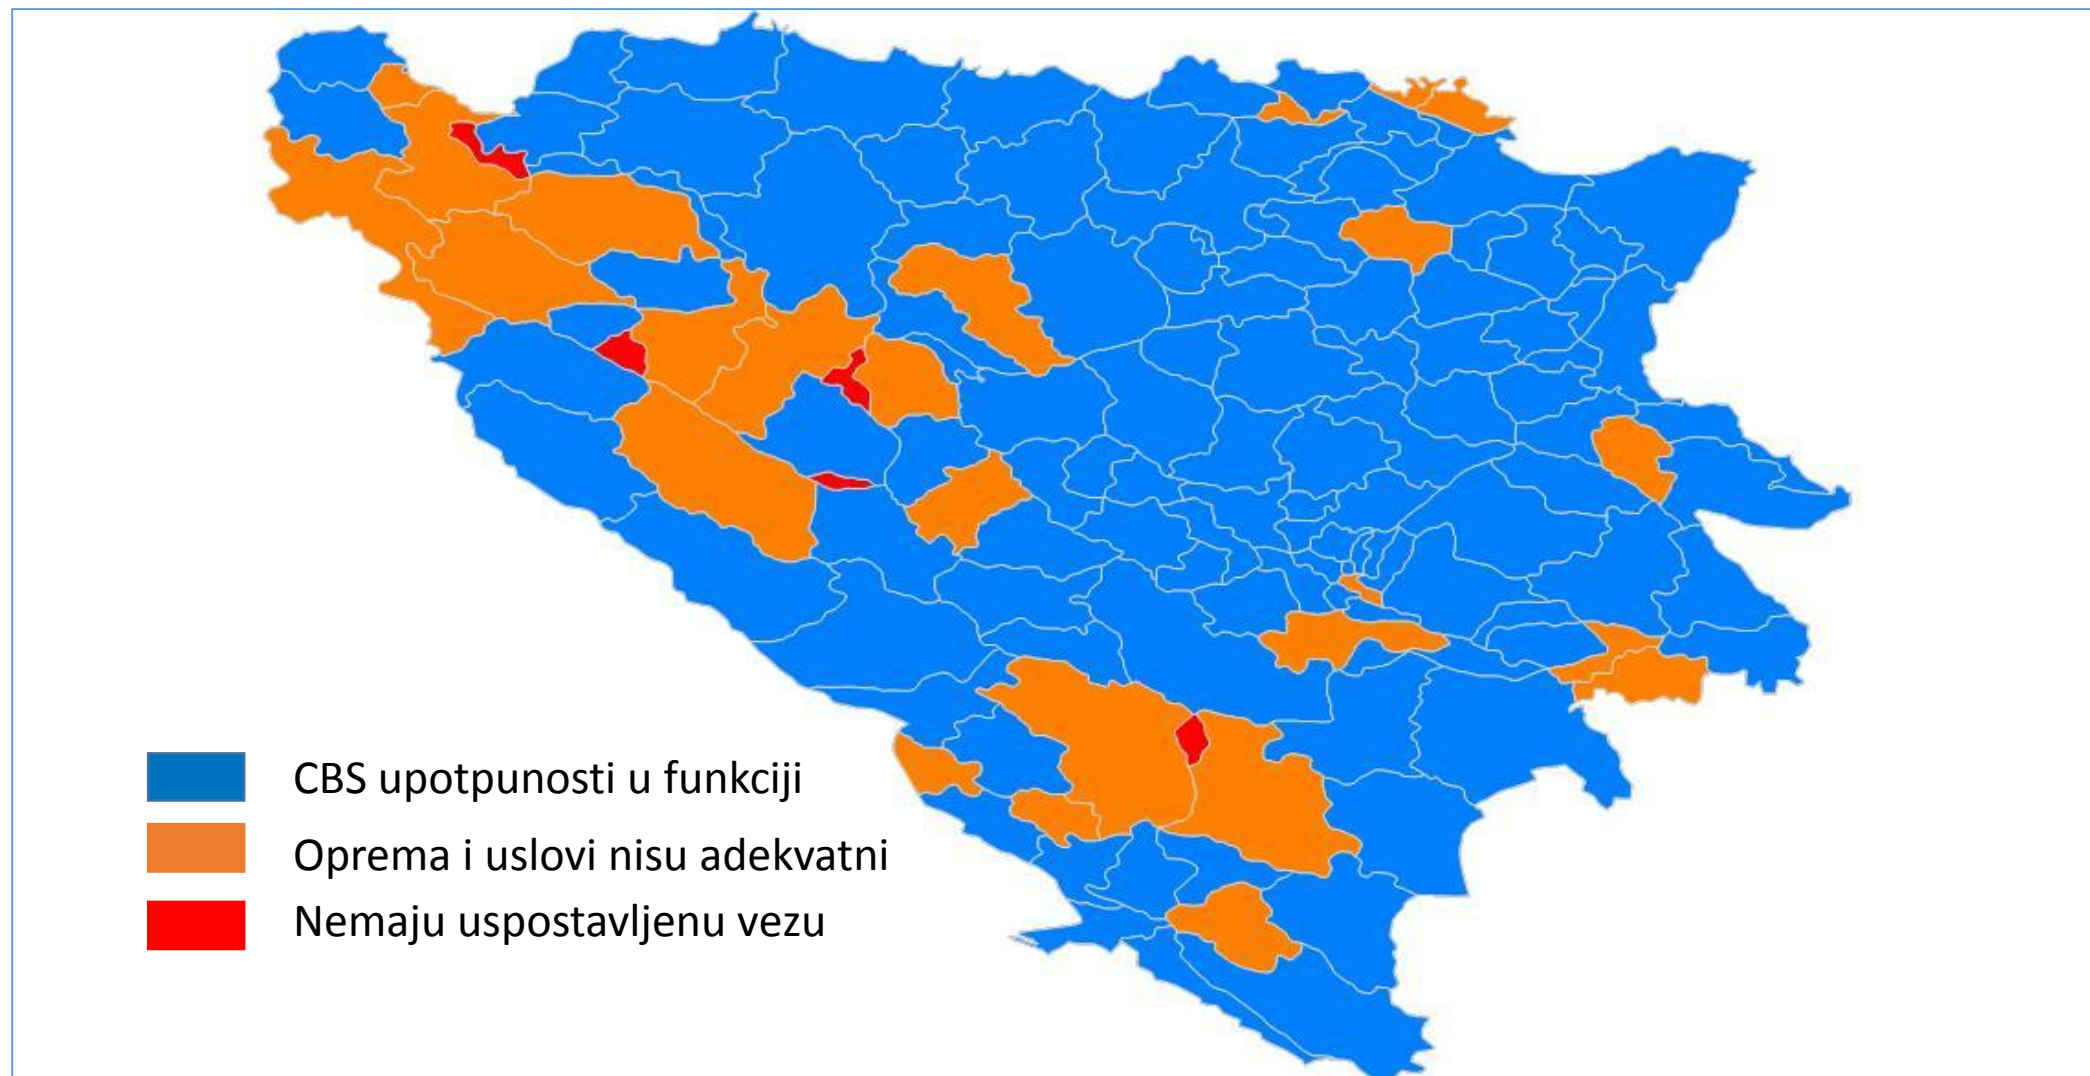 CBS upotpunosti u funkciji
Oprema i uslovi nisu adekvatni
Nemaju uspostavljenu vezu